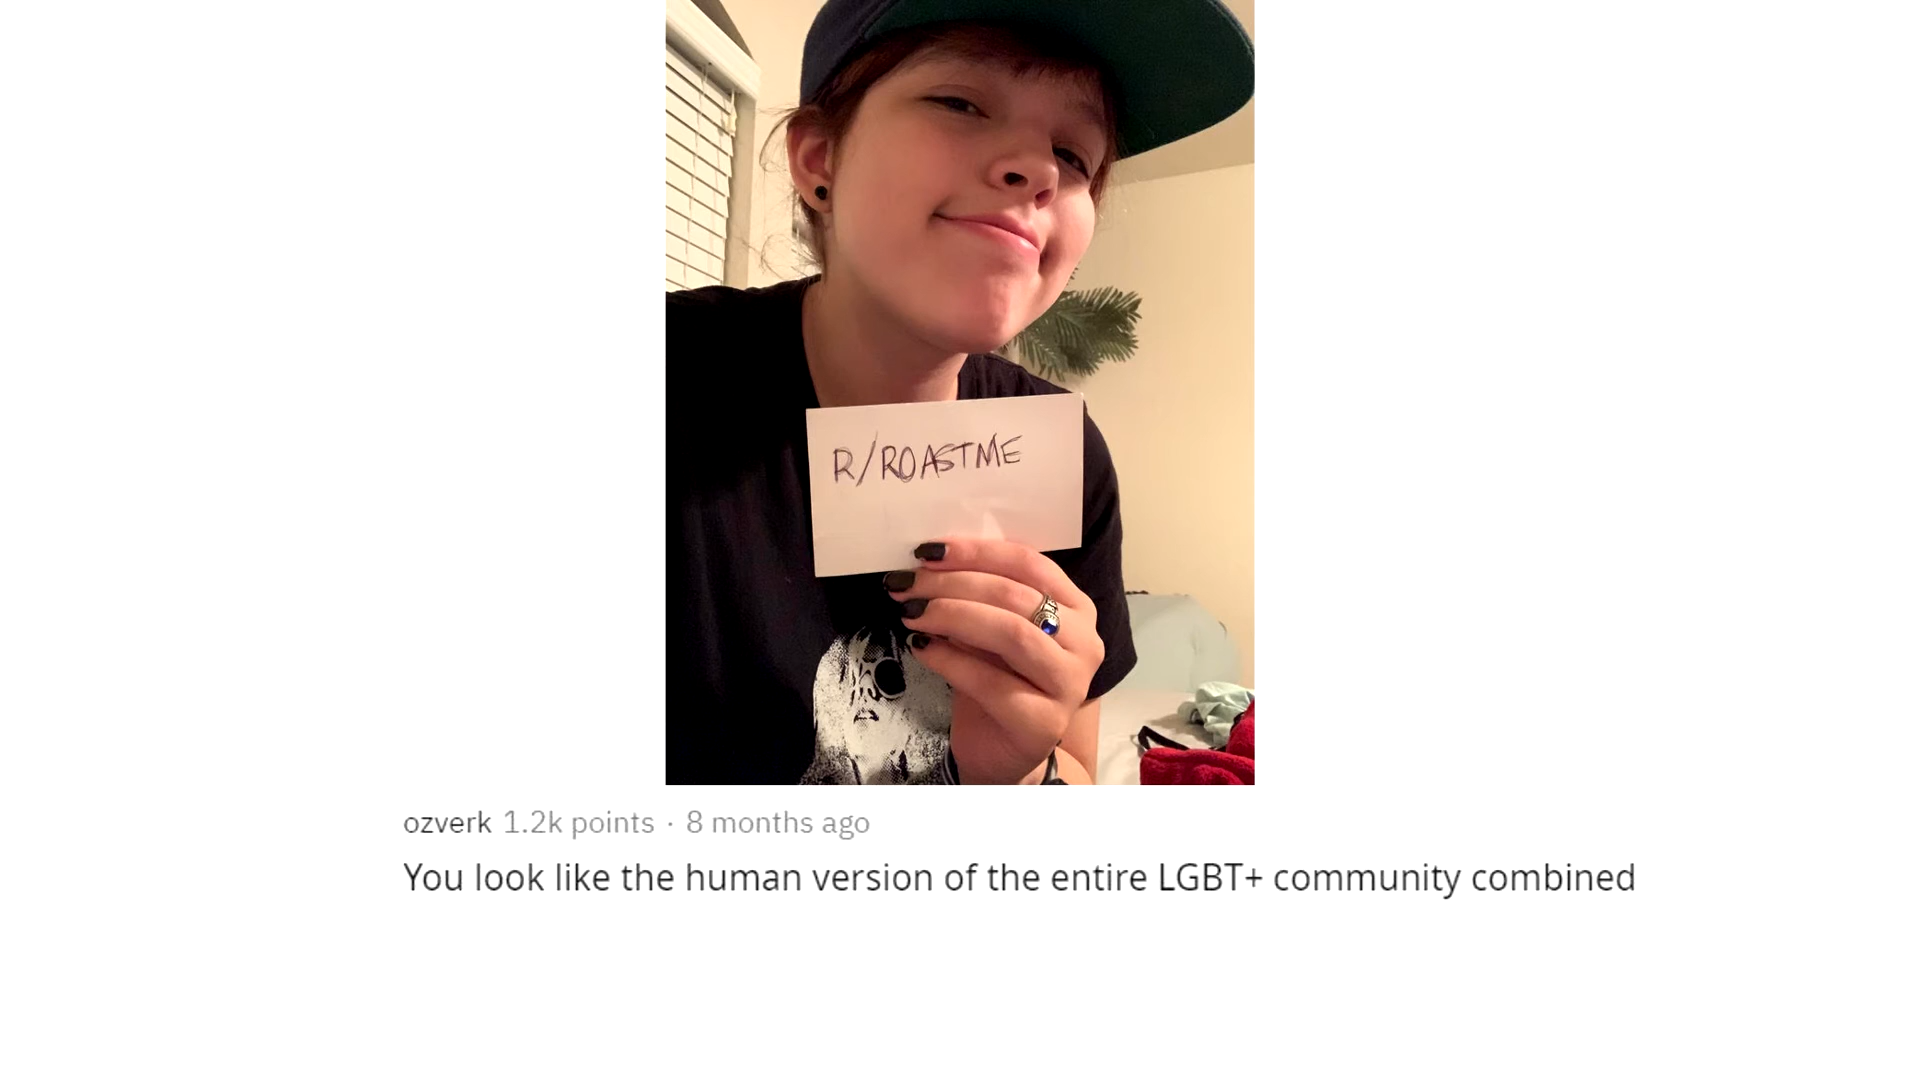 R/ROASTME
ozverk 1.2k points · 8 months ago
You look like the human version of the entire LGBT+ community combined